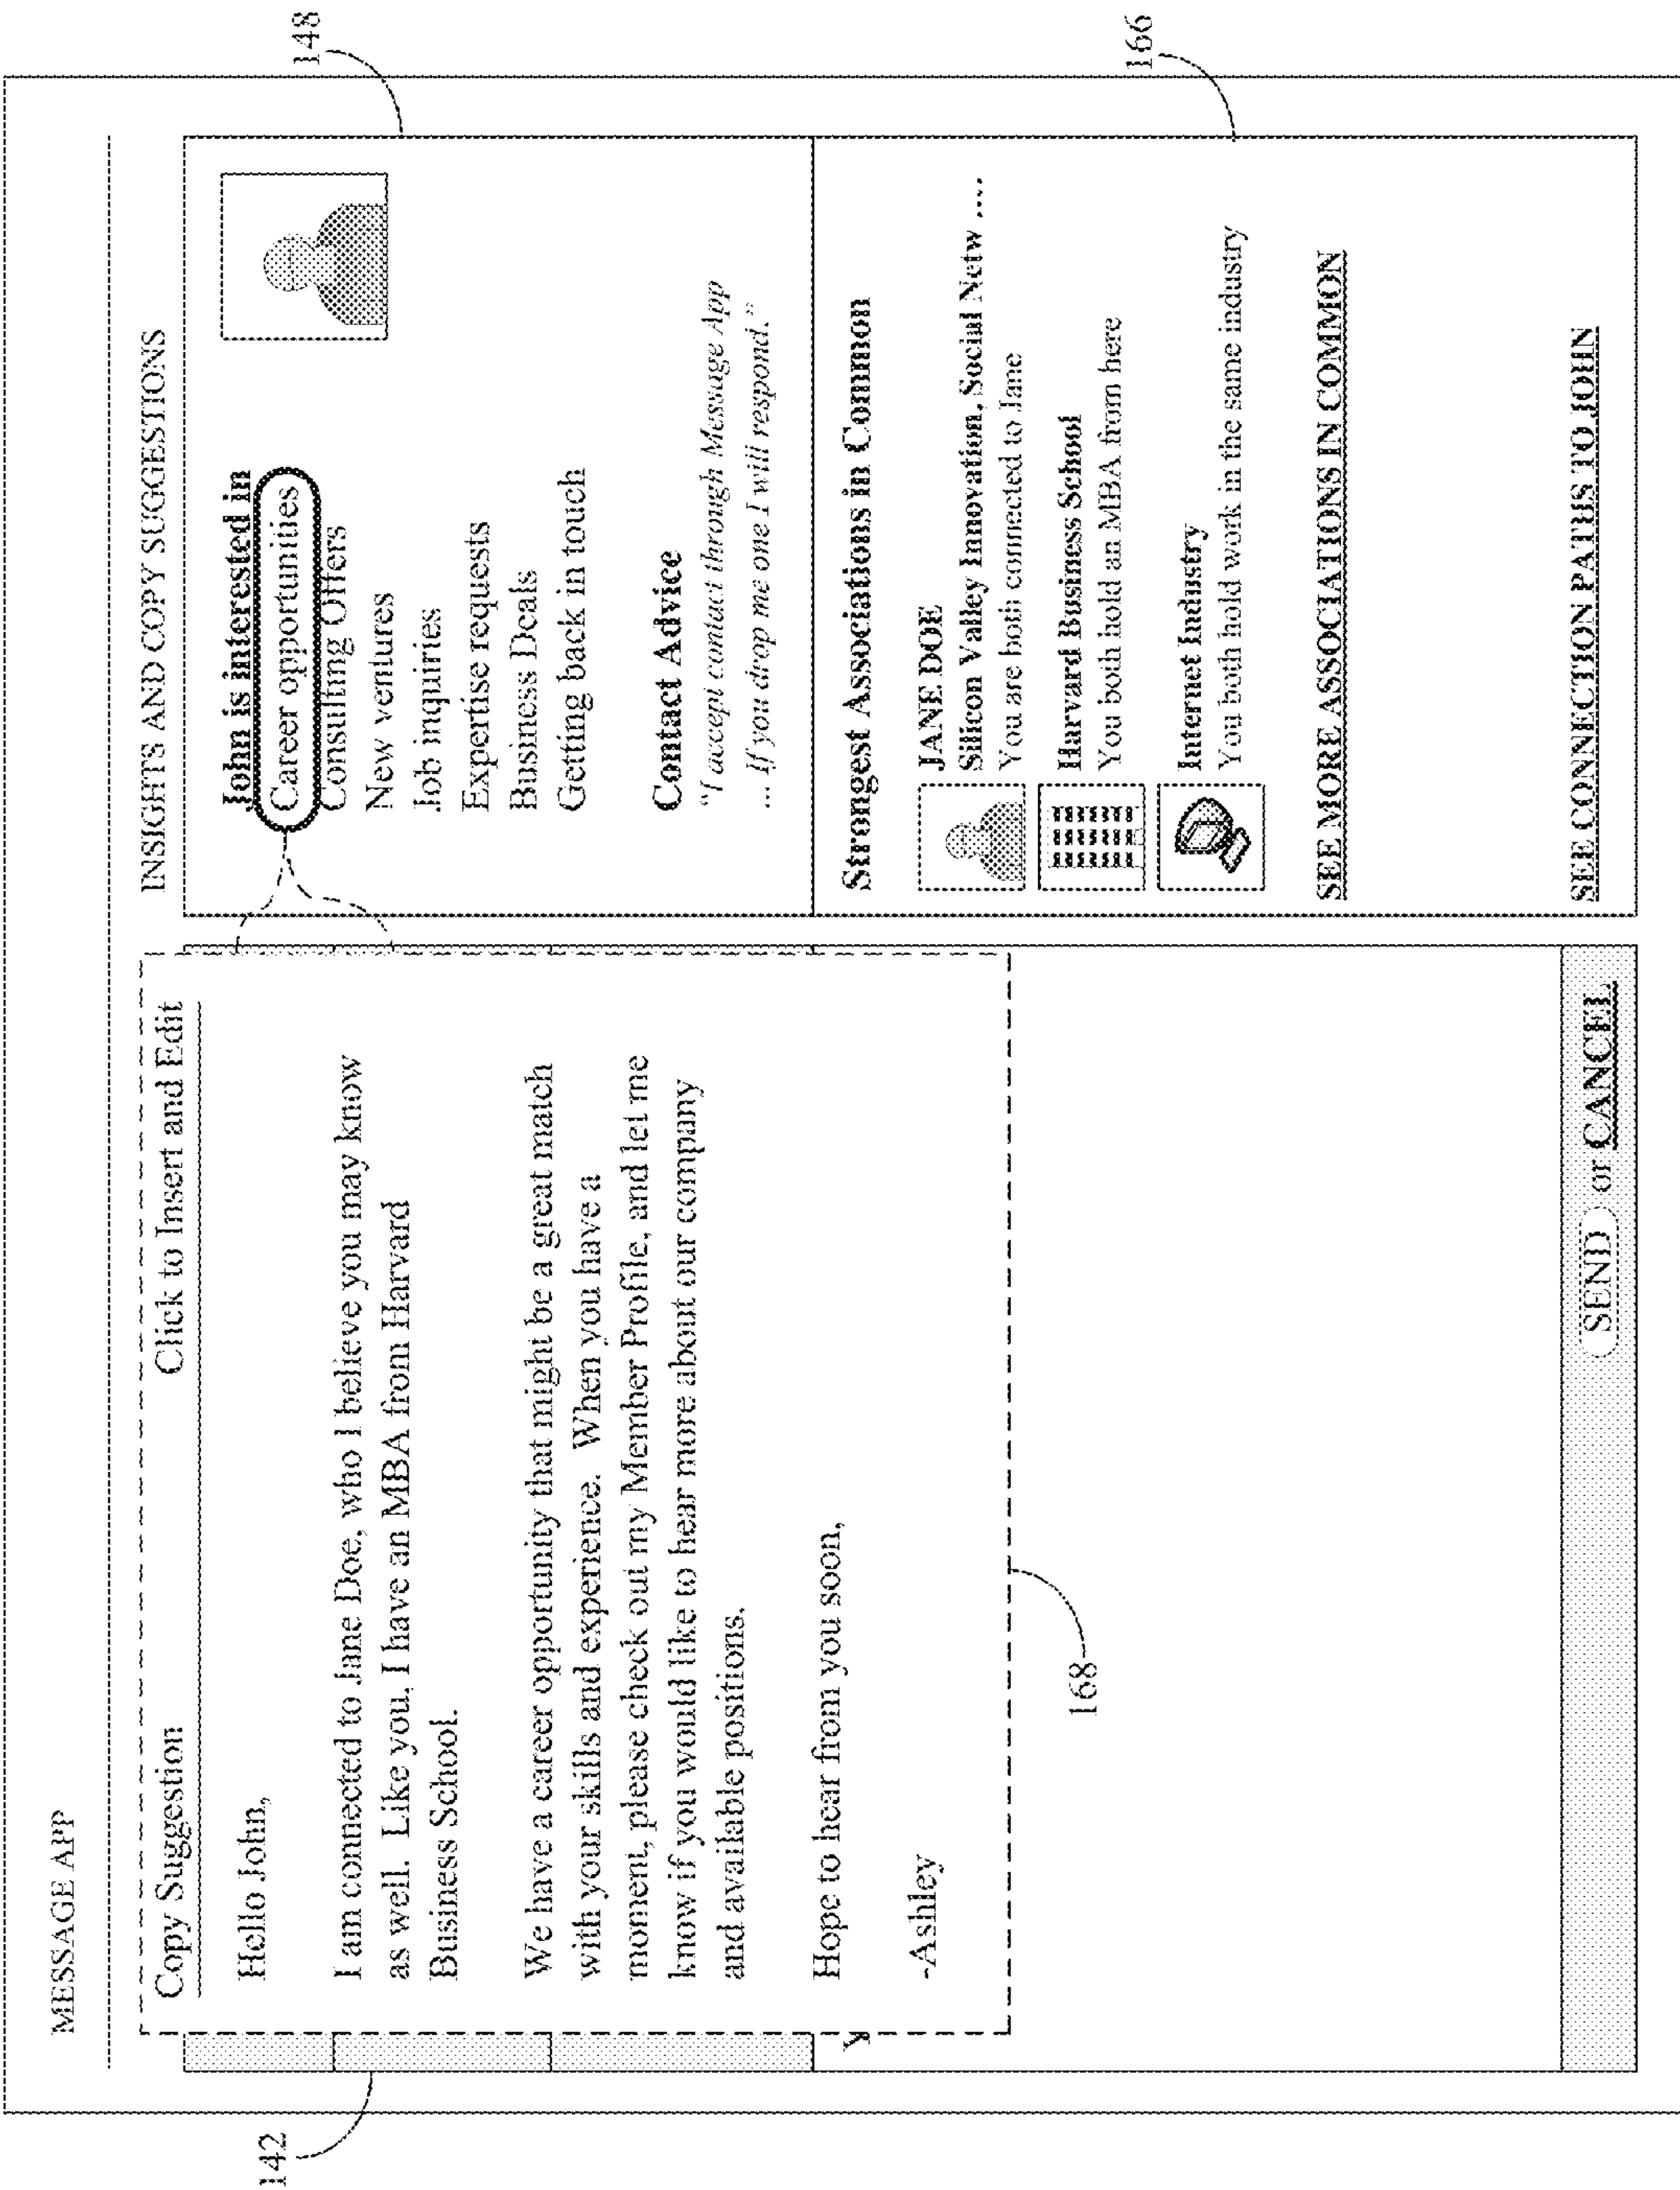 MESSAGE APP
Copy Suggestion
Click to Insert and Edit
Hello John,
I am connected to Jane Doe, who I believe you may know
as well. Like you, I have an MBA from Harvard
Business School.
We have a career opportunity that might be a great match
with your skills and experience. When you have a
moment, please check out my Member Profile, and let me
know if you would like to hear more about our company
and available positions.
Hope to hear from you soon,
-Ashley
Y
SEND or CANCEL
142
168
INSIGHTS AND COPY SUGGESTIONS
John is interested in
Career opportunities
Consulting Offers
New ventures
Job inquiries
Expertise requests
Business Deals
Getting back in touch
Contact Advice
"I accept contact through Message App
... If you drop me one I will respond."
148
Strongest Associations in Common
JANE DOE
Silicon Valley Innovation, Social Netw ....
You are both connected to Jane
Harvard Business School
You both hold an MBA from here
Internet Industry
You both hold work in the same industry
SEE MORE ASSOCIATIONS IN COMMON
SEE CONNECTION PATHS TO JOHN
166